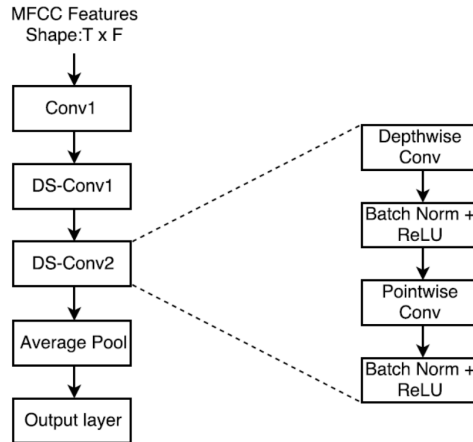 MFCC Features
Shape:T x F
Conv1
DS-Conv1
DS-Conv2
Average Pool
Output layer
Depthwise
Conv
Batch Norm +
ReLU
Pointwise
Conv
Batch Norm +
ReLU